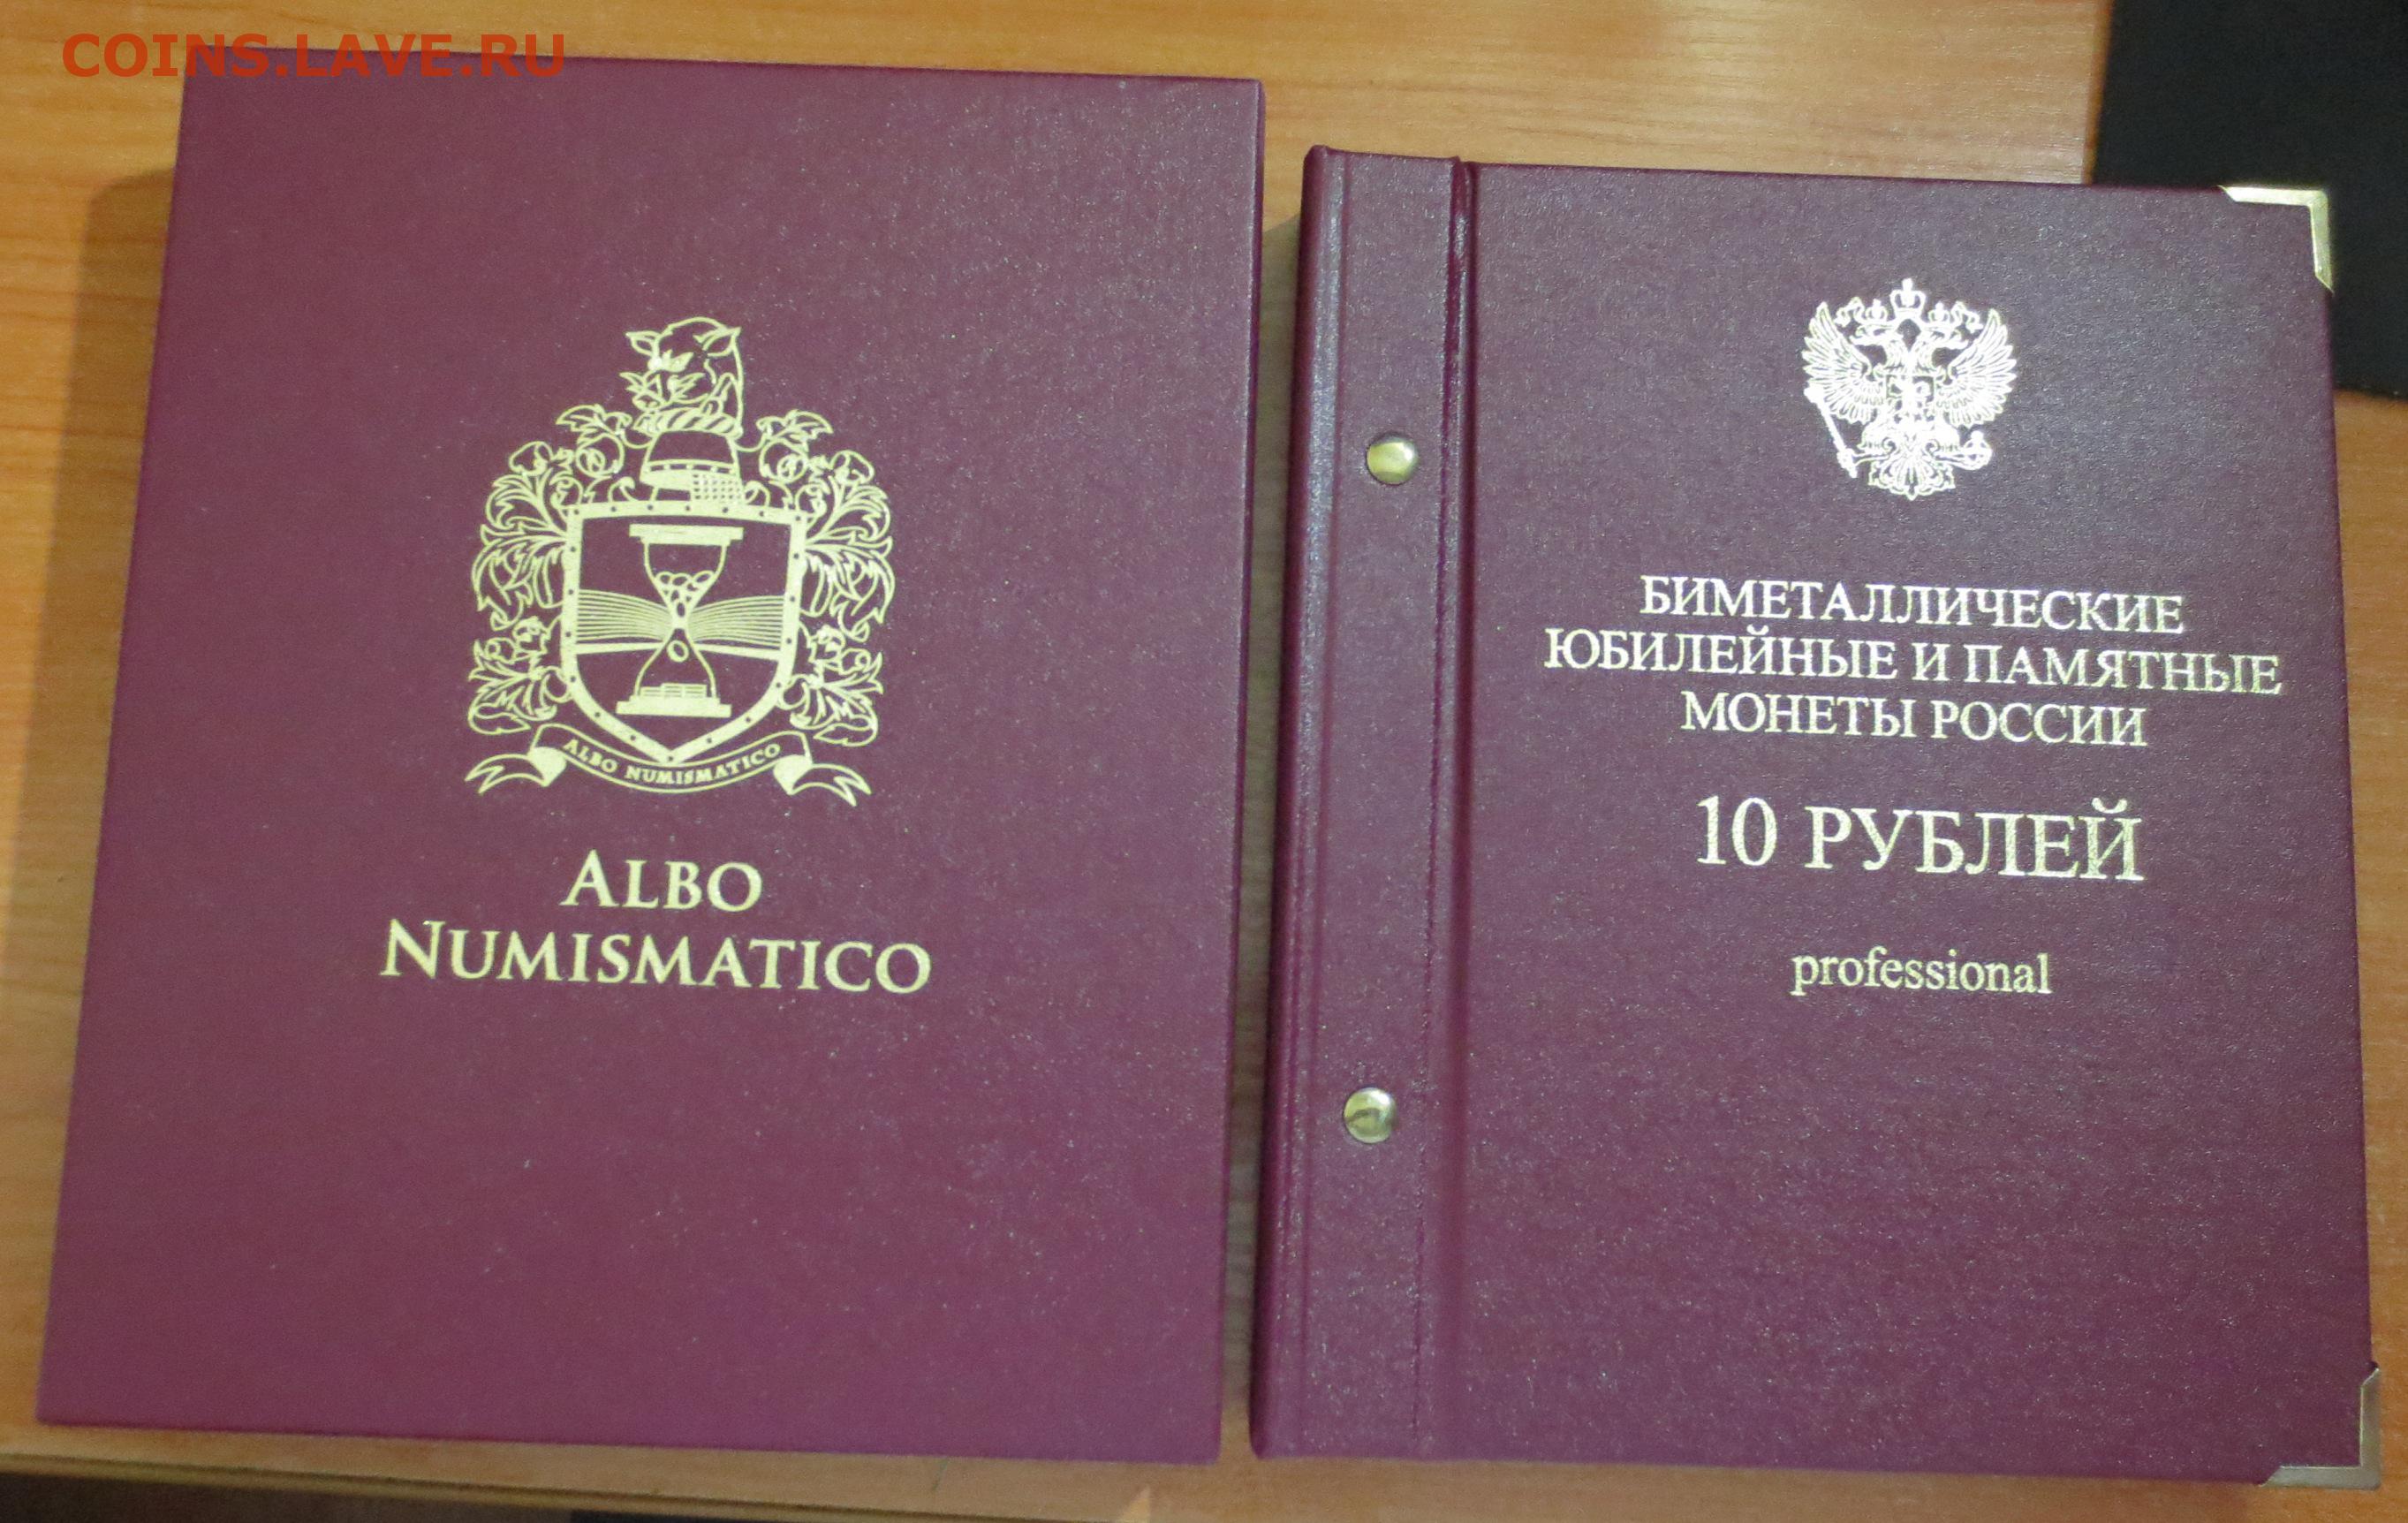 COINS.LAVE.RU
ALBO NUMISMATICO
ALBO
NUMISMATICO
БИМЕТАЛЛИЧЕСКИЕ
ЮБИЛЕЙНЫЕ И ПАМЯТНЫЕ
МОНЕТЫ РОССИИ
10 РУБЛЕЙ
professional